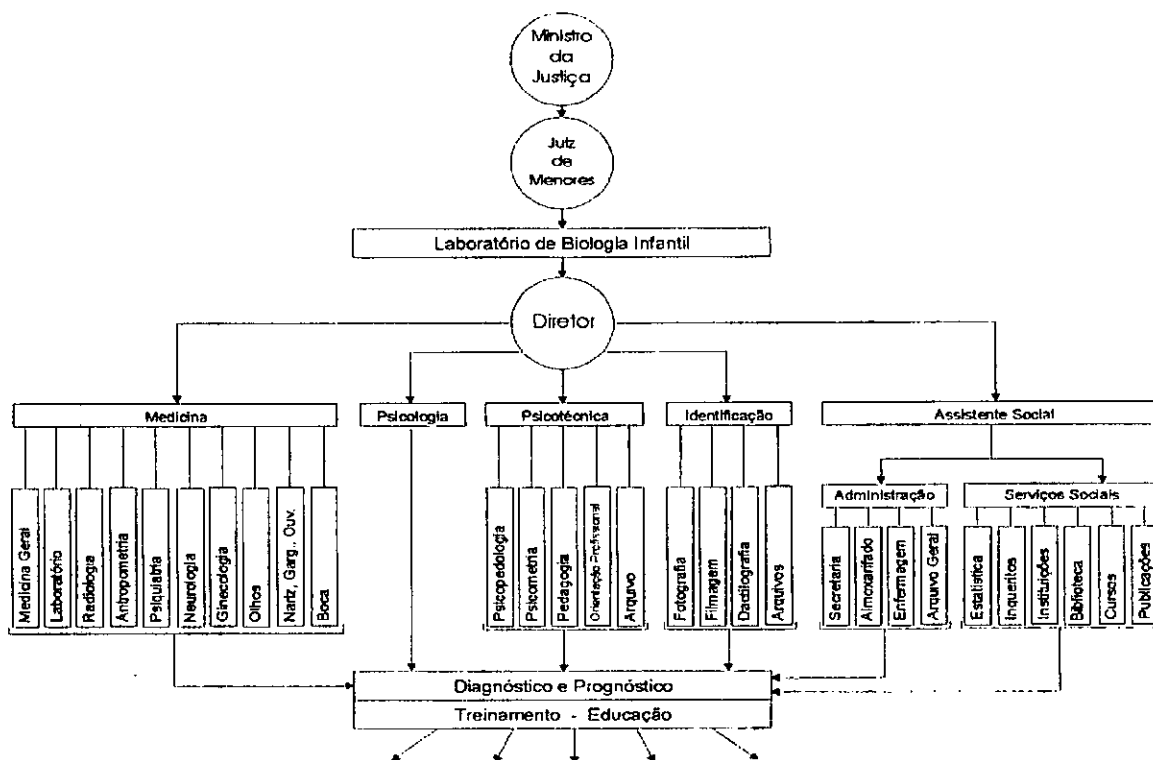 Ministro
da
Justiça
Juiz
de
Menores
Laboratório de Biologia Infantil
Diretor
Medicina
Psicologia
Psicotécnica
Identificação
Assistente Social
Administração
Serviços Sociais
Medicina Geral
Laboratório
Radiologia
Antropometria
Psiquiatria
Neurologia
Ginecologia
Olhos
Nariz, Garg., Ouv.
Boca
Psicopedologia
Psicometria
Pedagogia
Orientação Profissional
Arquivo
Fotografia
Filmagem
Dactilografia
Arquivos
Secretaria
Almoxarifado
Enfermagem
Arquivo Geral
Estatística
Inqueritos
Instituições
Biblioteca
Cursos
Publicações
Diagnóstico e Prognóstico
Treinamento - Educação